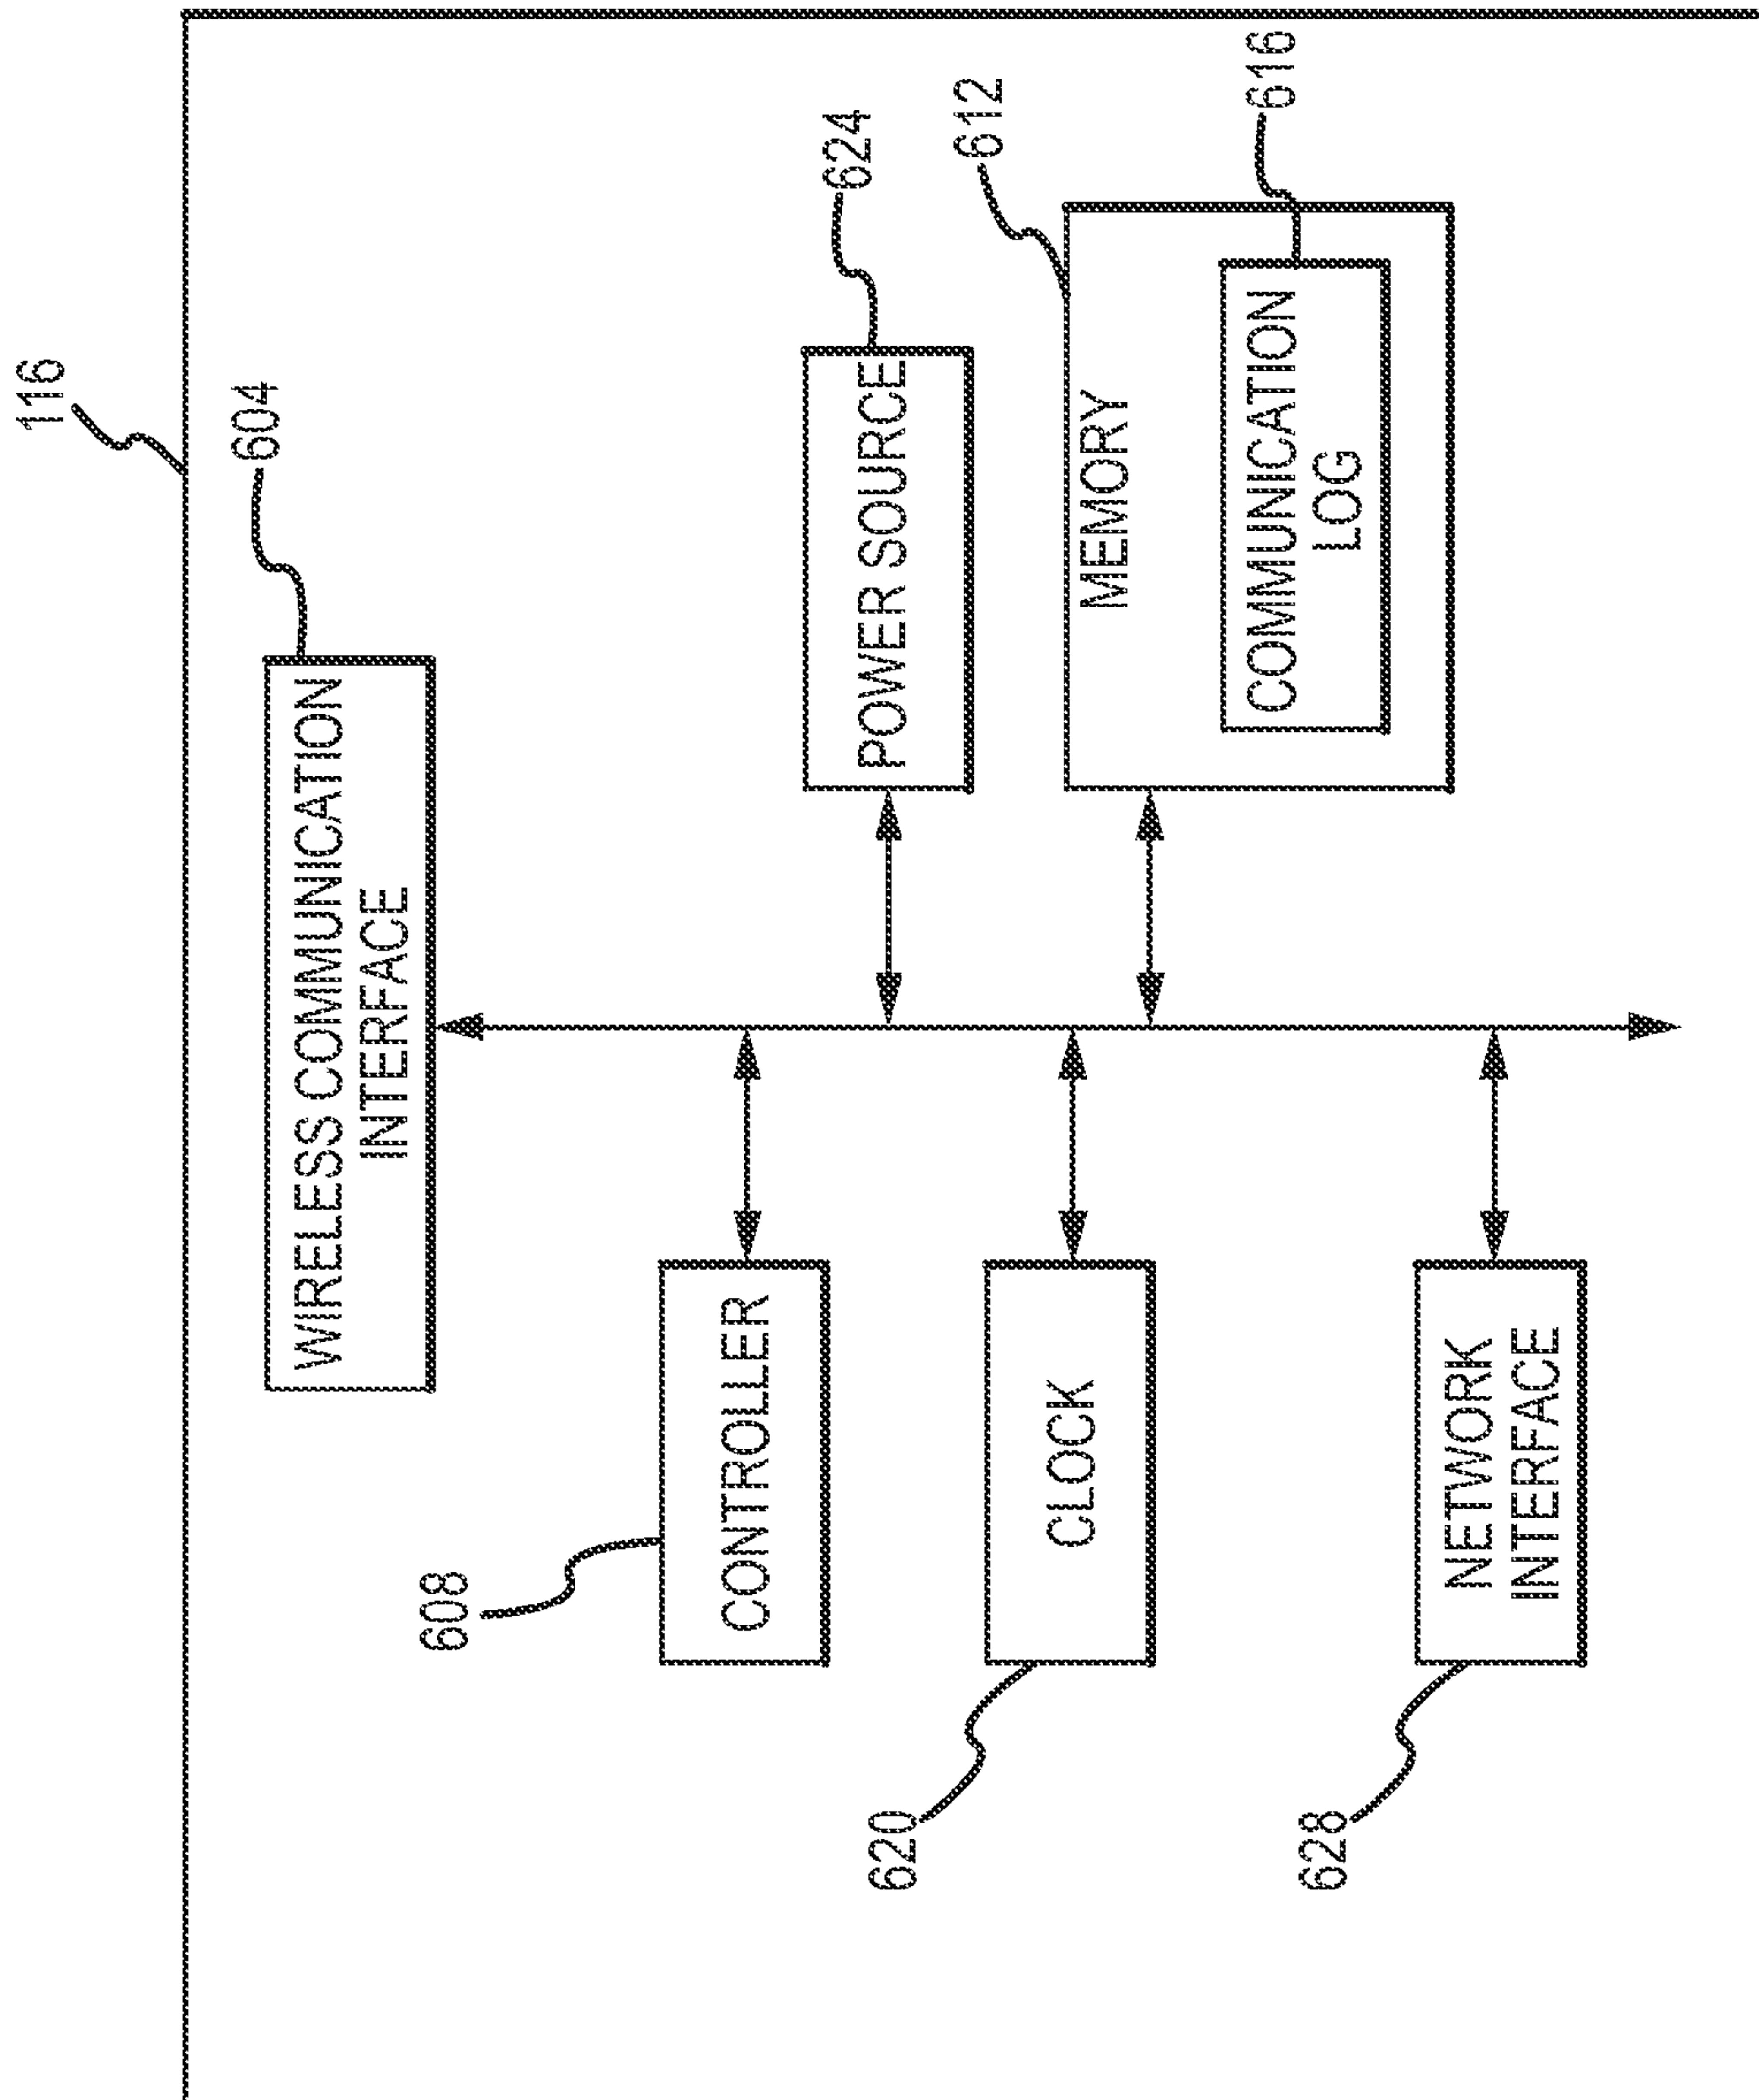 116
604
WIRELESS COMMUNICATION
INTERFACE
608
CONTROLLER
POWER SOURCE
624
620
CLOCK
MEMORY
612
COMMUNICATION
LOG
616
628
NETWORK
INTERFACE